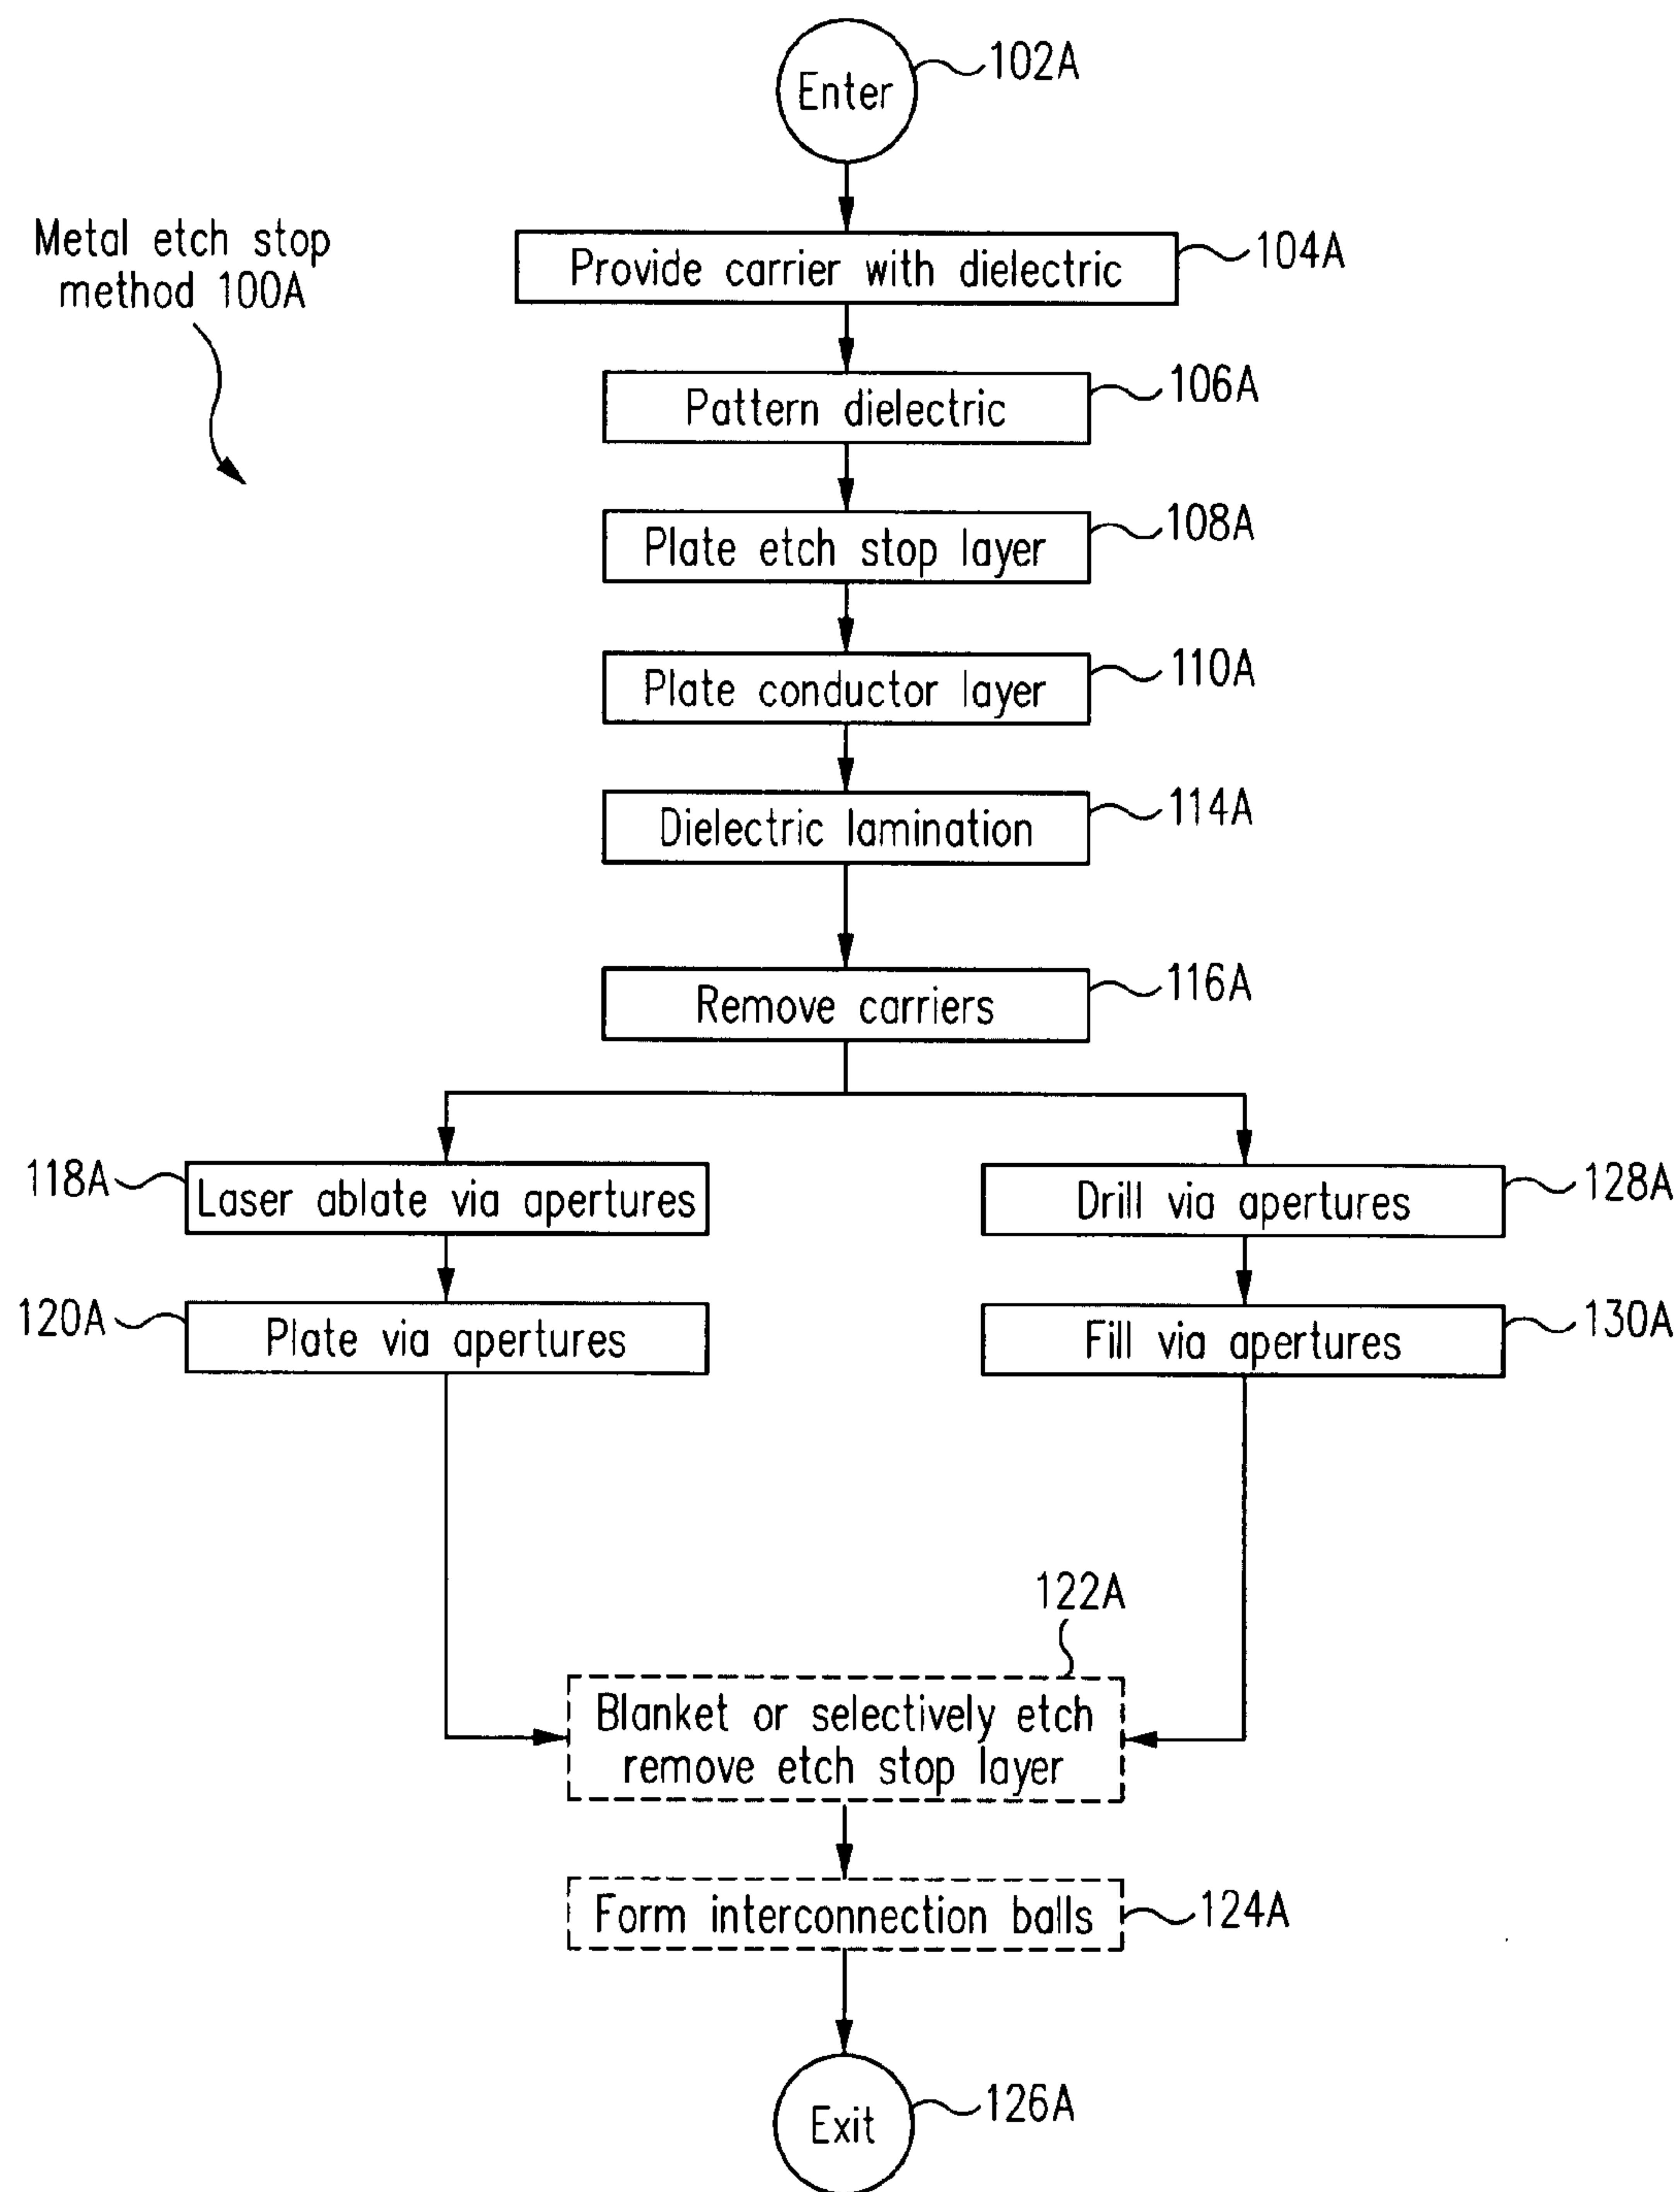 Enter
102A
Metal etch stop
method 100A
Provide carrier with dielectric
104A
Pattern dielectric
106A
Plate etch stop layer
108A
Plate conductor layer
110A
Dielectric lamination
114A
Remove carriers
116A
118A
Laser ablate via apertures
Drill via apertures
128A
120A
Plate via apertures
Fill via apertures
130A
122A
Blanket or selectively etch
remove etch stop layer
Form interconnection balls
124A
Exit
126A